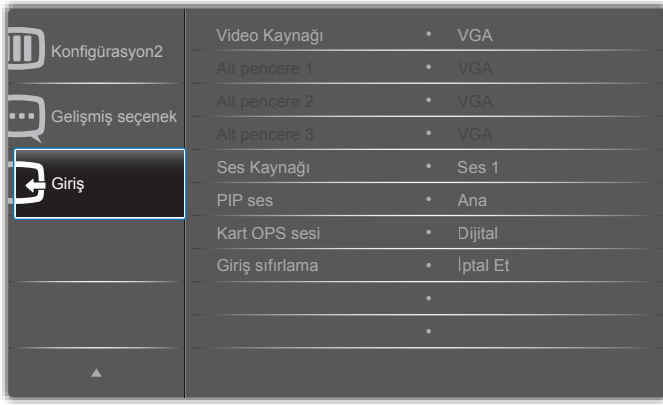 Konfigürasyon2
Gelişmiş seçenek
Giriş
Video Kaynağı • VGA
Alt pencere 1 • VGA
Alt pencere 2 • VGA
Alt pencere 3 • VGA
Ses Kaynağı • Ses 1
PIP ses • Ana
Kart OPS sesi • Dijital
Giriş sıfırlama • İptal Et
•
•